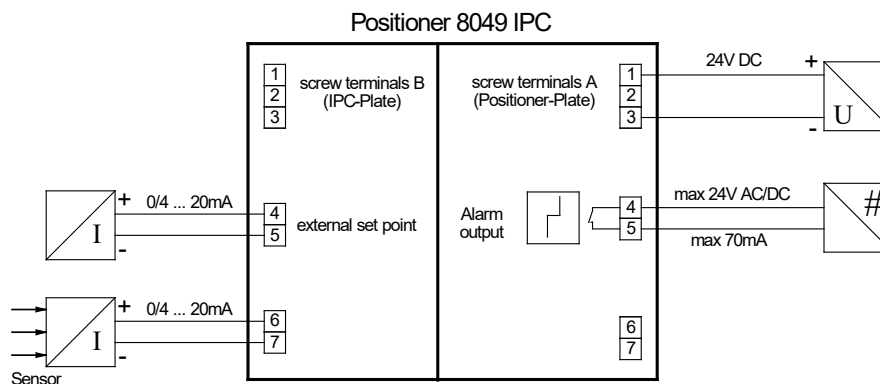 Positioner 8049 IPC
1
2
3
screw terminals B
(IPC-Plate)
screw terminals A
(Positioner-Plate)
1
2
3
24V DC
+
-
U
+
0/4 ... 20mA
I
-
4
5
external set point
Alarm
output
4
5
max 24V AC/DC
max 70mA
#
+
0/4 ... 20mA
I
-
6
7
6
7
Sensor